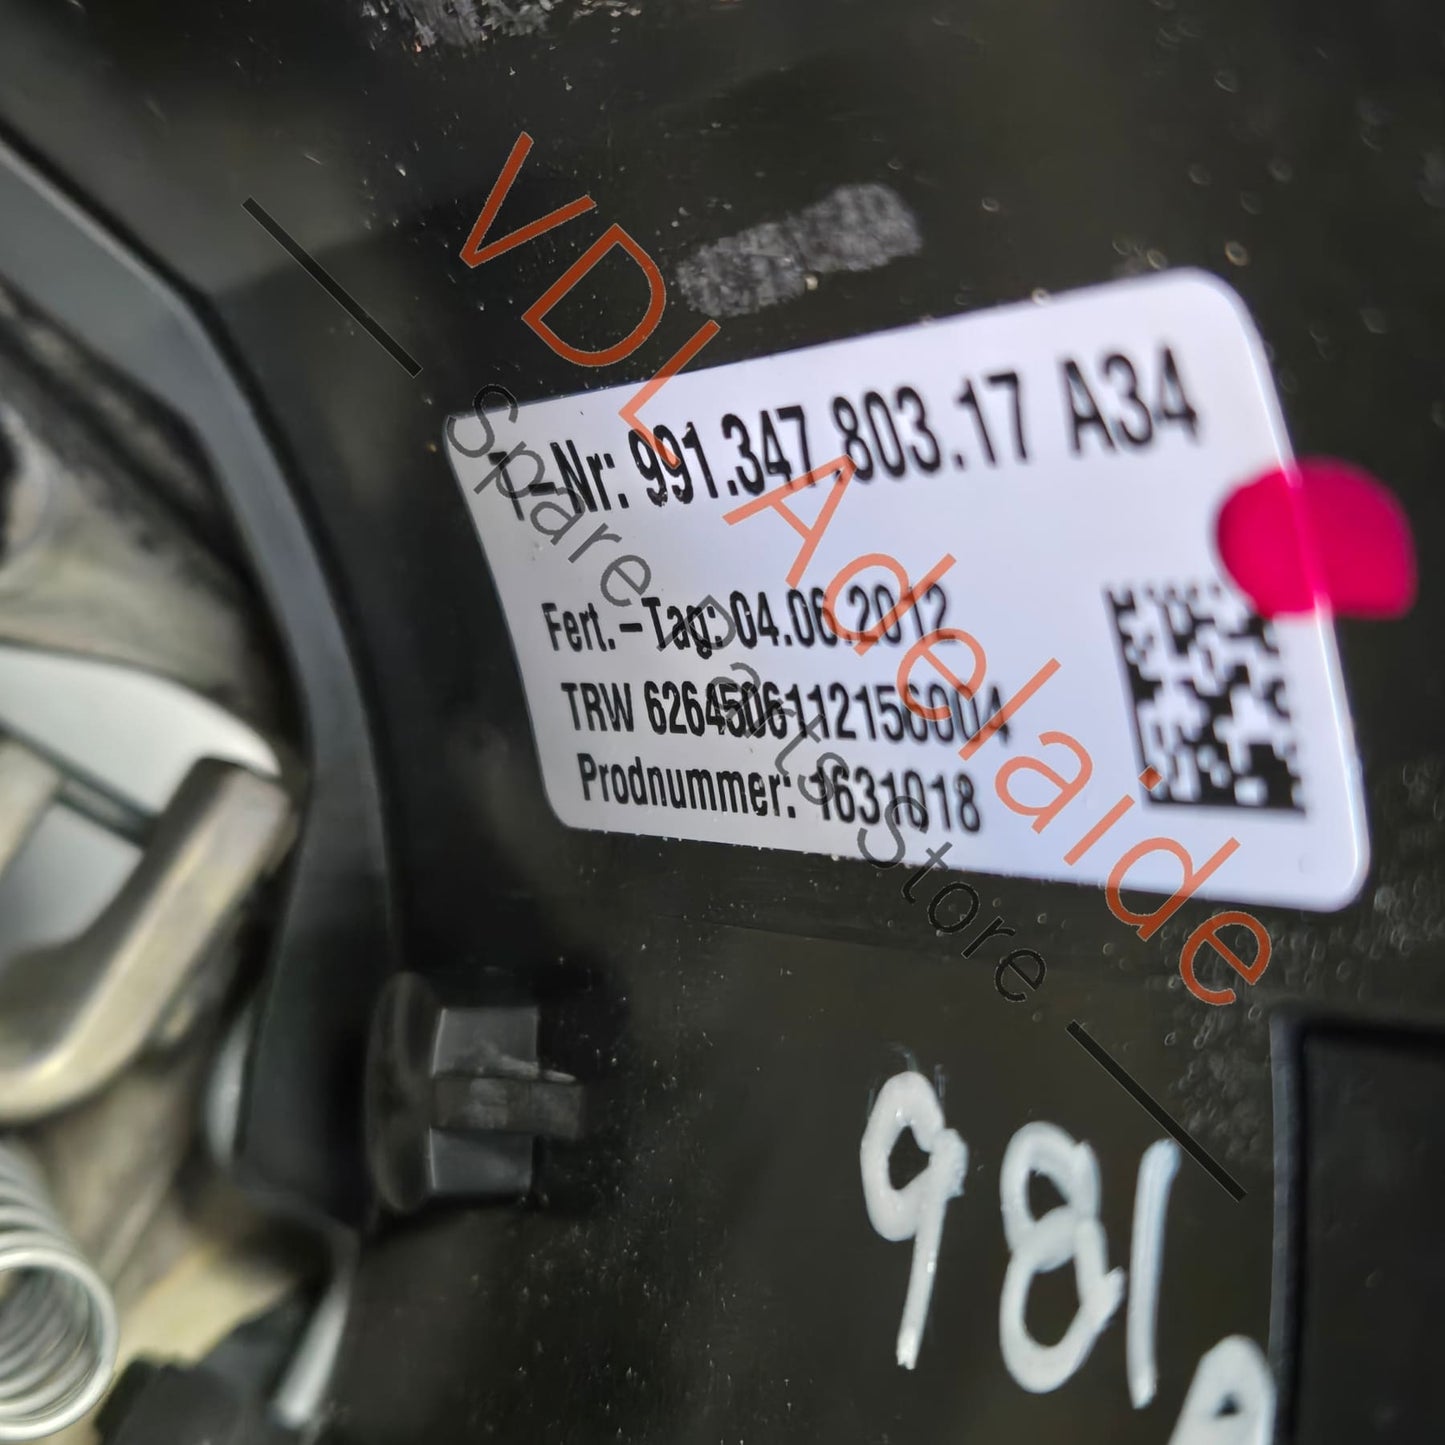 VDL Adelaide
Spare Parts Store
T-Nr: 991.347.803.17 A34
Fert.-Tag: 04.06.2012
TRW 62645061121560004
Prodnummer: 1631018
981